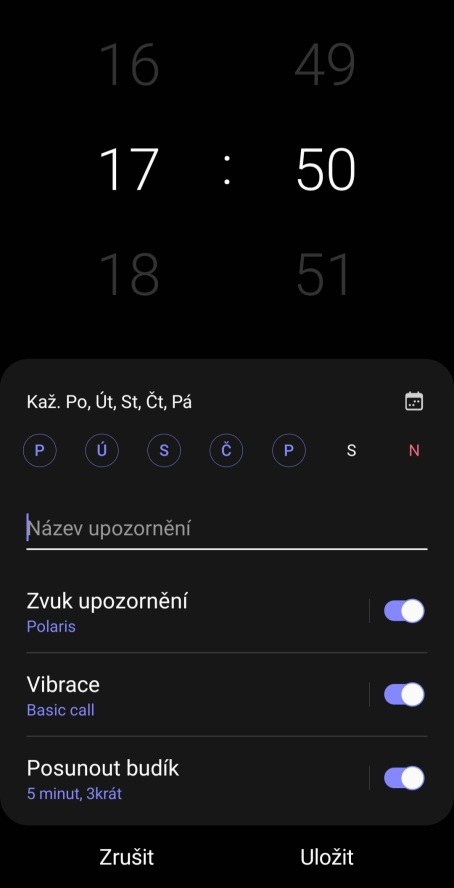 16 49
17 : 50
18 51
Kaž. Po, Út, St, Čt, Pá
P Ú S Č P S N
Název upozornění
Zvuk upozornění
Polaris
Vibrace
Basic call
Posunout budík
5 minut, 3krát
Zrušit Uložit